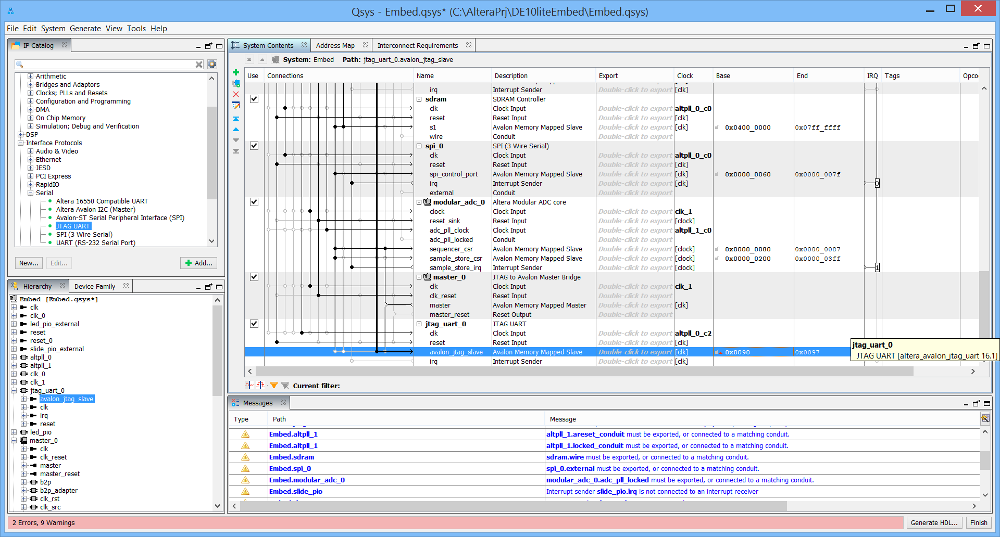 Qsys - Embed.qsys* (C:\AlteraPrj\DE10liteEmbed\Embed.qsys)
File Edit System Generate View Tools Help
IP Catalog
Arithmetic
Bridges and Adaptors
Clocks; PLLs and Resets
Configuration and Programming
DMA
On Chip Memory
Simulation; Debug and Verification
DSP
Interface Protocols
Audio & Video
Ethernet
JESD
PCI Express
RapidIO
Serial
Altera 16550 Compatible UART
Altera Avalon I2C (Master)
Avalon-ST Serial Peripheral Interface (SPI)
JTAG UART
SPI (3 Wire Serial)
UART (RS-232 Serial Port)
New... Edit... Add...
Hierarchy Device Family
Embed [Embed.qsys*]
clk
clk_0
led_pio_external
reset
reset_0
slide_pio_external
altpll_0
altpll_1
clk_0
clk_1
jtag_uart_0
avalon_jtag_slave
clk
irq
reset
led_pio
master_0
clk
clk_reset
master
master_reset
b2p
b2p_adapter
clk_rst
clk_src
System Contents Address Map Interconnect Requirements
System: Embed Path: jtag_uart_0.avalon_jtag_slave
Use Connections Name Description Export Clock Base End IRQ Tags Opco
irq Interrupt Sender Double-click to export [clk]
sdram SDRAM Controller
clk Clock Input Double-click to export altpll_0_c0
reset Reset Input Double-click to export [clk]
s1 Avalon Memory Mapped Slave Double-click to export [clk] 0x0400_0000 0x07ff_ffff
wire Conduit Double-click to export
spi_0 SPI (3 Wire Serial)
clk Clock Input Double-click to export altpll_0_c0
reset Reset Input Double-click to export [clk]
spi_control_port Avalon Memory Mapped Slave Double-click to export [clk] 0x0000_0060 0x0000_007f
irq Interrupt Sender Double-click to export [clk] 0
external Conduit Double-click to export
modular_adc_0 Altera Modular ADC core
clock Clock Input Double-click to export clk_1
reset_sink Reset Input Double-click to export [clock]
adc_pll_clock Clock Input Double-click to export altpll_1_c0
adc_pll_locked Conduit Double-click to export
sequencer_csr Avalon Memory Mapped Slave Double-click to export [clock] 0x0000_0080 0x0000_0087
sample_store_csr Avalon Memory Mapped Slave Double-click to export [clock] 0x0000_0200 0x0000_03ff
sample_store_irq Interrupt Sender Double-click to export [clock] 1
master_0 JTAG to Avalon Master Bridge
clk Clock Input Double-click to export clk_1
clk_reset Reset Input Double-click to export
master Avalon Memory Mapped Master Double-click to export [clk]
master_reset Reset Output Double-click to export
jtag_uart_0 JTAG UART
clk Clock Input Double-click to export altpll_0_c2
reset Reset Input Double-click to export [clk]
avalon_jtag_slave Avalon Memory Mapped Slave Double-click to export [clk] 0x0090 0x0097
irq Interrupt Sender Double-click to export [clk]
jtag_uart_0
JTAG UART [altera_avalon_jtag_uart 16.1]
Current filter:
Messages
Type Path Message
Embed.altpll_1 altpll_1.areset_conduit must be exported, or connected to a matching conduit.
Embed.altpll_1 altpll_1.locked_conduit must be exported, or connected to a matching conduit.
Embed.sdram sdram.wire must be exported, or connected to a matching conduit.
Embed.spi_0 spi_0.external must be exported, or connected to a matching conduit.
Embed.modular_adc_0 modular_adc_0.adc_pll_locked must be exported, or connected to a matching conduit.
Embed.slide_pio Interrupt sender slide_pio.irq is not connected to an interrupt receiver
2 Errors, 9 Warnings
Generate HDL... Finish